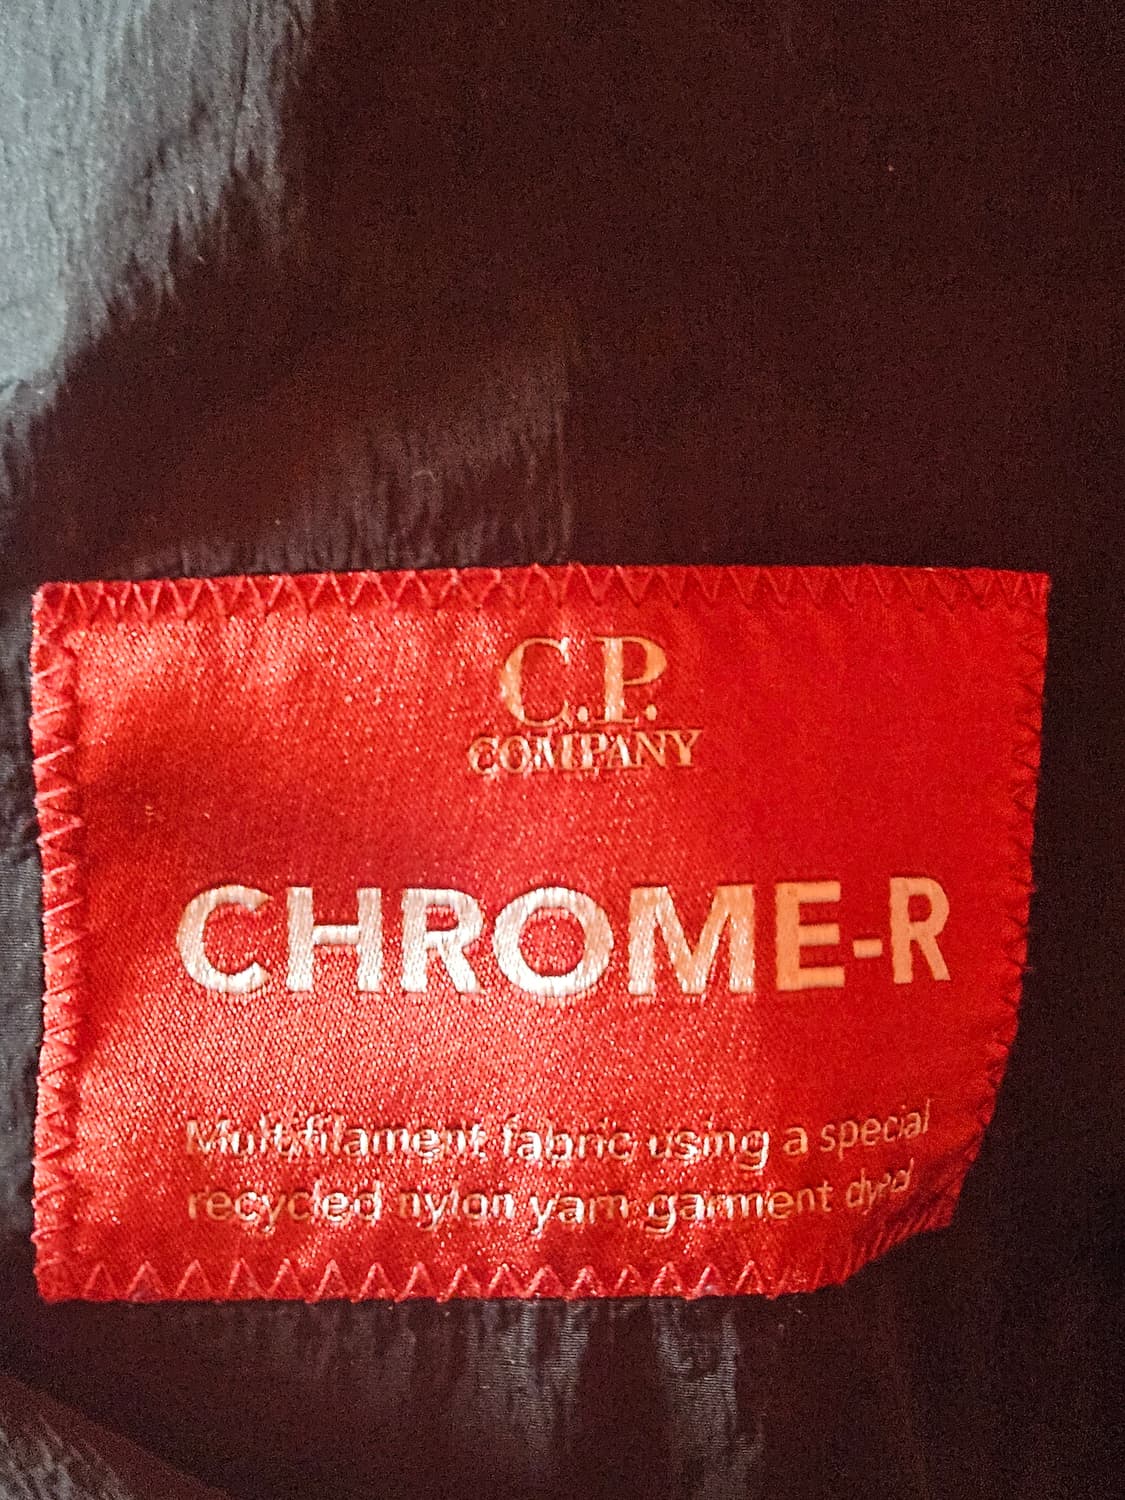 C.P.
COMPANY
CHROME-R
Multifilament fabric using a special
recycled nylon yarn garment dyed